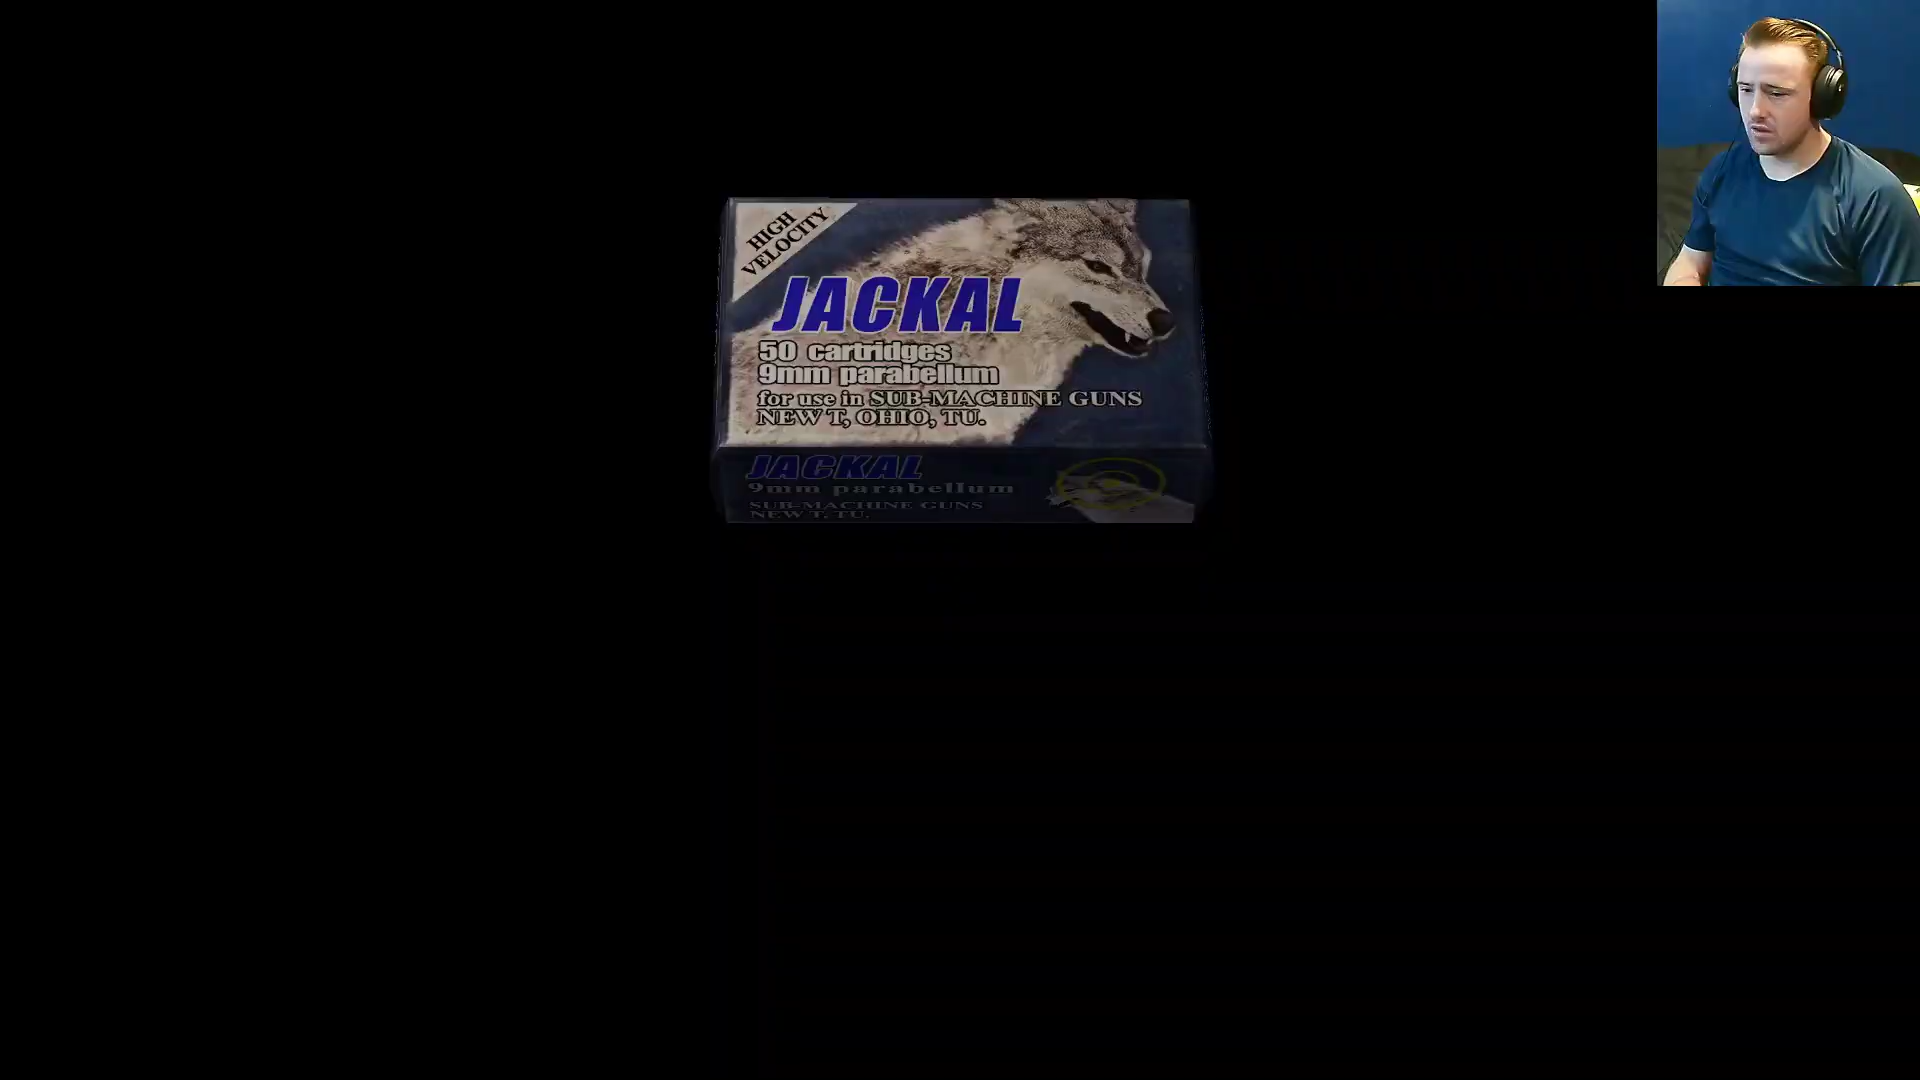 HIGH
VELOCITY
JACKAL
50 cartridges
9mm parabellum
for use in SUB-MACHINE GUNS
NEW T, OHIO, TU.
JACKAL
9mm parabellum
SUB-MACHINE GUNS
NEW T, TU.